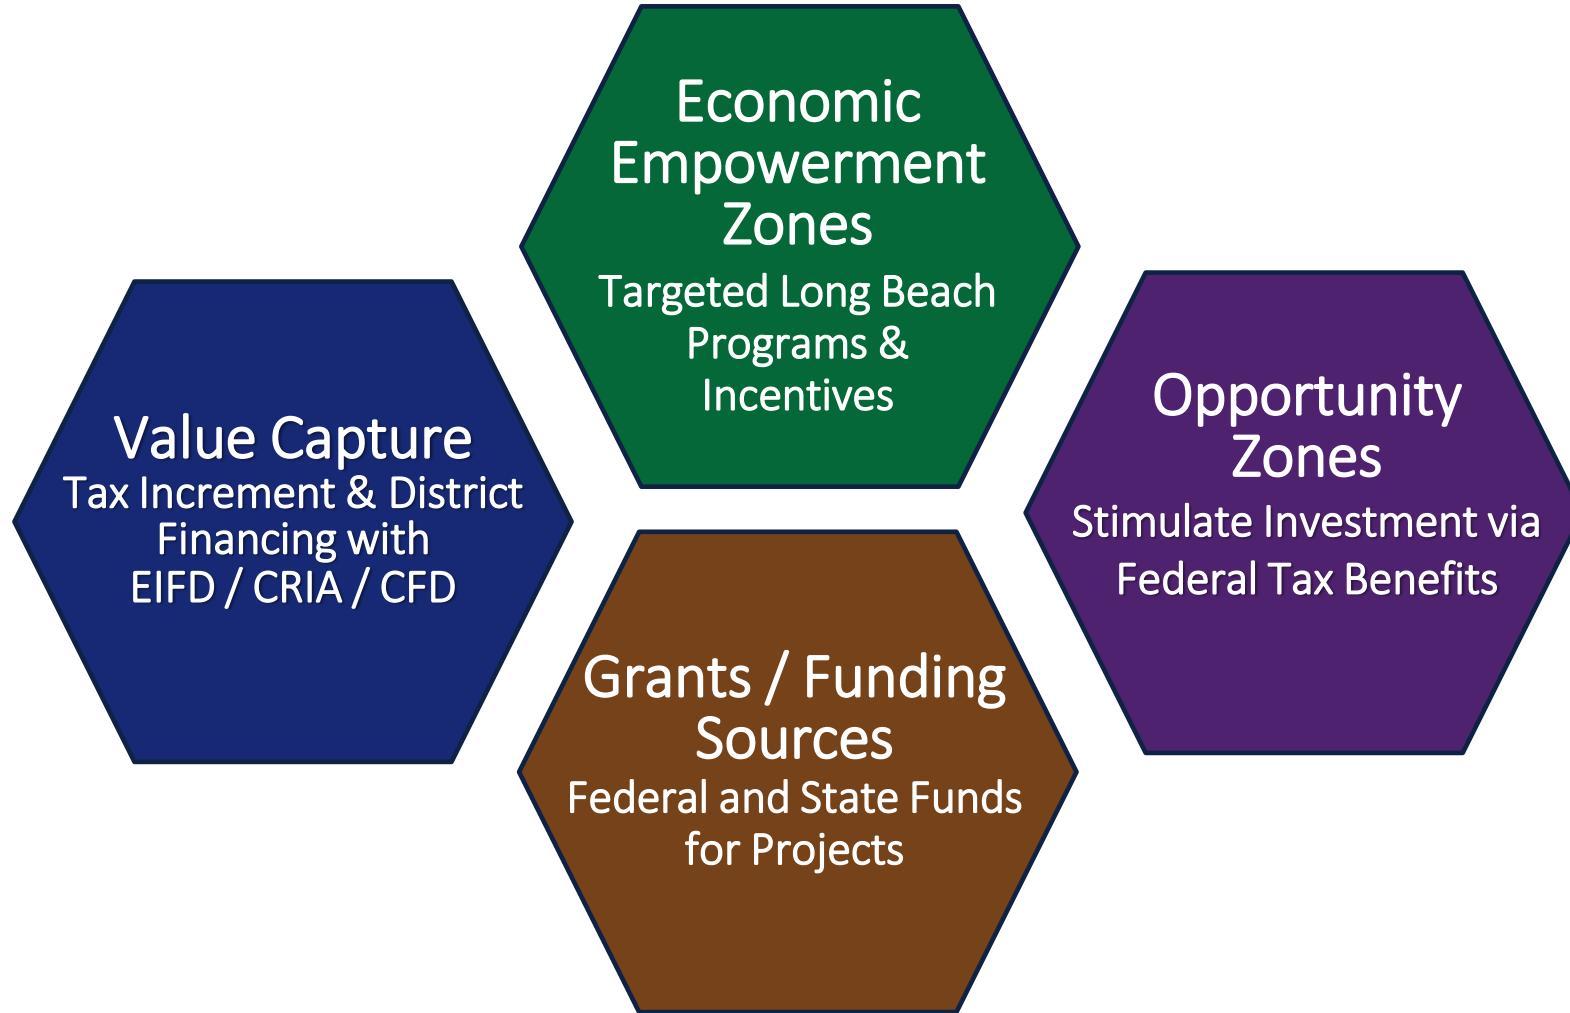 Economic
Empowerment
Zones
Targeted Long Beach
Programs &
Incentives
Value Capture
Tax Increment & District
Financing with
EIFD / CRIA / CFD
Opportunity
Zones
Stimulate Investment via
Federal Tax Benefits
Grants / Funding
Sources
Federal and State Funds
for Projects